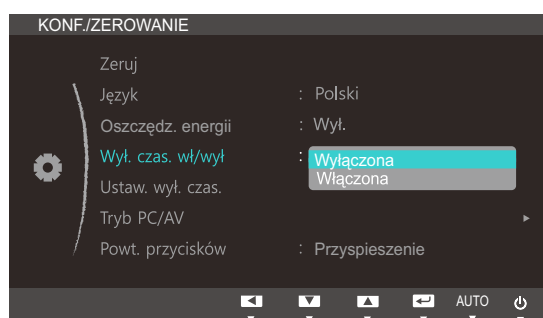 KONF./ZEROWANIE
Zeruj
Język : Polski
Oszczędz. energii : Wył.
Wył. czas. wł/wył : Wyłączona
Włączona
Ustaw. wył. czas.
Tryb PC/AV
Powt. przycisków : Przyspieszenie
AUTO